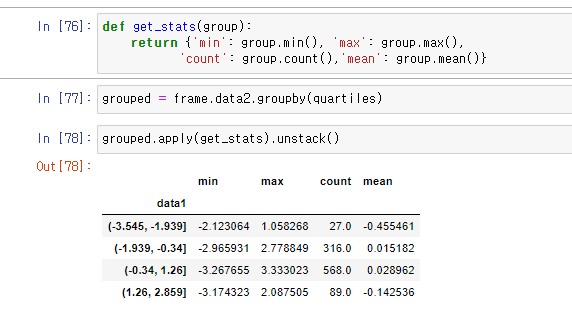 In [76]: def get_stats(group):
return {'min': group.min(), 'max': group.max(),
'count': group.count(),'mean': group.mean()}
In [77]: grouped = frame.data2.groupby(quartiles)
In [78]: grouped.apply(get_stats).unstack()
Out[78]:
min max count mean
data1
(-3.545, -1.939] -2.123064 1.058268 27.0 -0.455461
(-1.939, -0.34] -2.965931 2.778849 316.0 0.015182
(-0.34, 1.26] -3.267655 3.333023 568.0 0.028962
(1.26, 2.859] -3.174323 2.087505 89.0 -0.142536